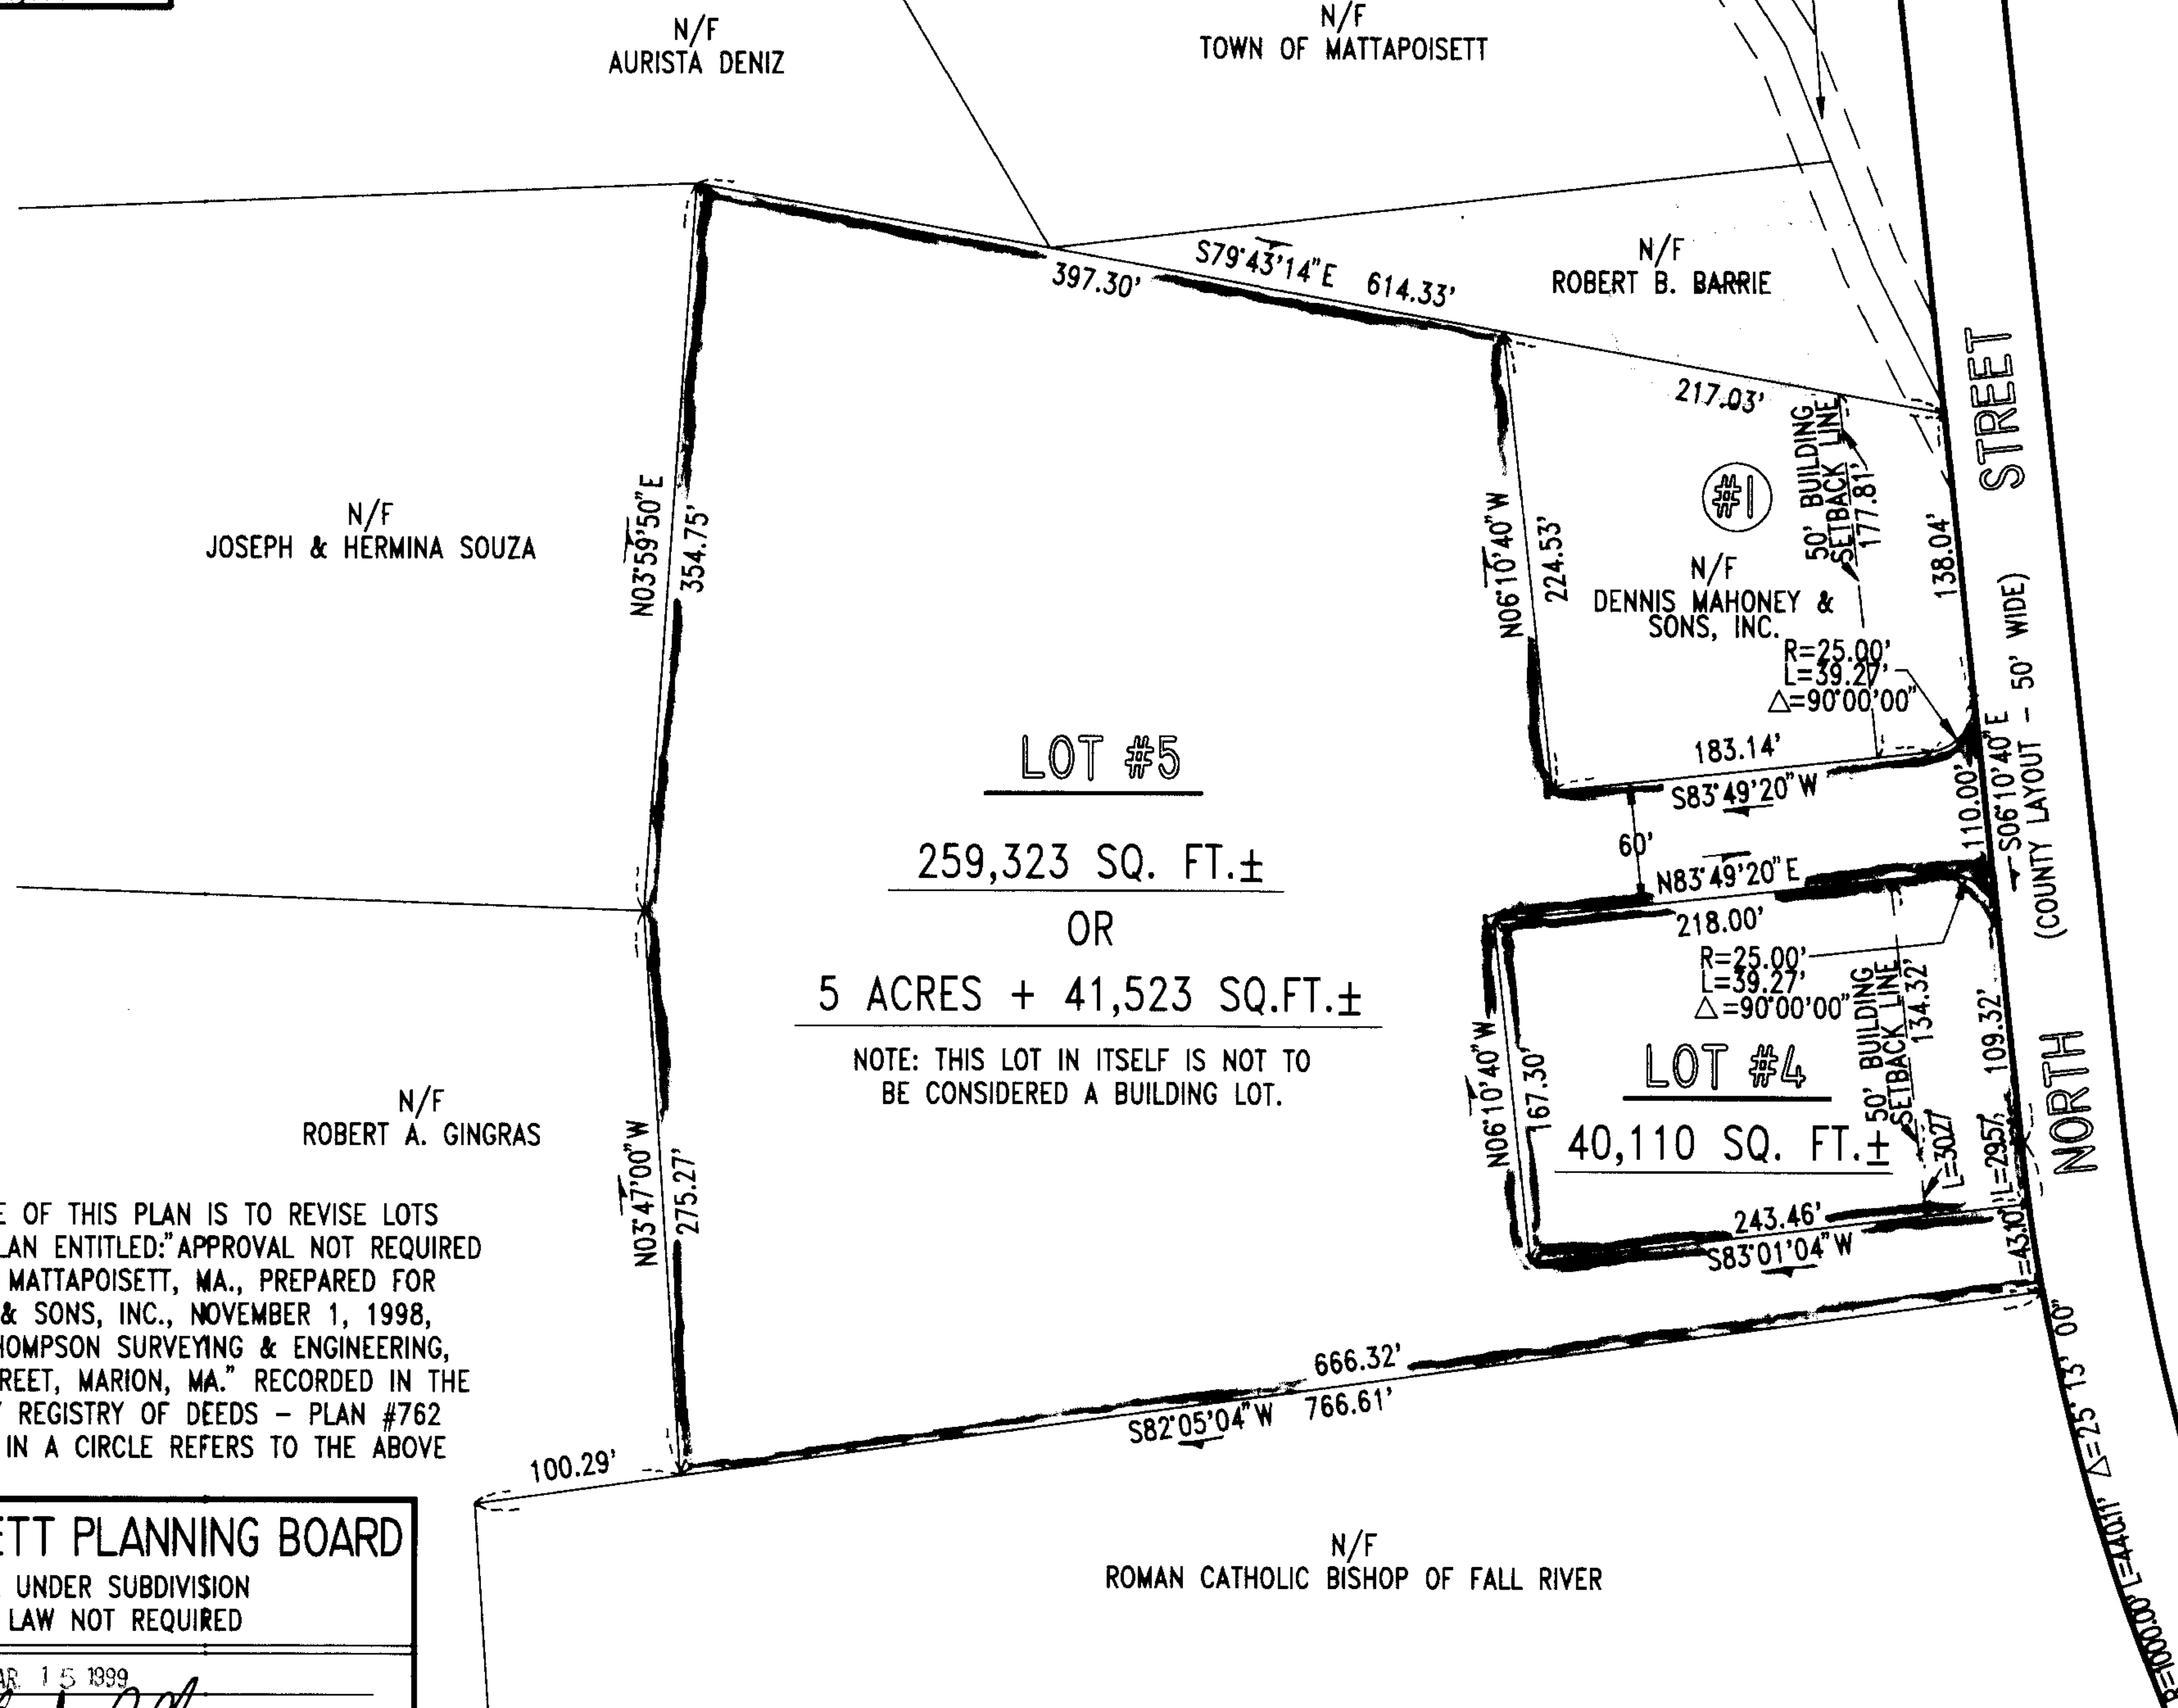 N/F
AURISTA DENIZ
N/F
TOWN OF MATTAPOISETT
S79°43'14"E 614.33'
397.30'
N/F
ROBERT B. BARRIE
217.03'
STREET
N/F
JOSEPH & HERMINA SOUZA
N03°59'50"E
354.75'
N06°10'40"W
224.53'
#1
50' BUILDING
SETBACK LINE
177.81'
138.04'
N/F
DENNIS MAHONEY &
SONS, INC.
R=25.00'
L=39.27'
△=90°00'00"
183.14'
S83°49'20"W
110.00'
S06°10'40"E
(COUNTY LAYOUT - 50' WIDE)
60'
LOT #5
259,323 SQ. FT.±
OR
5 ACRES + 41,523 SQ.FT.±
NOTE: THIS LOT IN ITSELF IS NOT TO
BE CONSIDERED A BUILDING LOT.
N83°49'20"E
218.00'
R=25.00'
L=39.27'
△=90°00'00"
50' BUILDING
SETBACK LINE
134.32'
109.32'
N06°10'40"W
167.30'
LOT #4
40,110 SQ. FT.±
L=30.27'
L=29.57'
NORTH
243.46'
S83°01'04"W
=43.10'
N/F
ROBERT A. GINGRAS
N03°47'00"W
275.27'
666.32'
S82°05'04"W 766.61'
100.29'
OF THIS PLAN IS TO REVISE LOTS
ENTITLED:"APPROVAL NOT REQUIRED
MATTAPOISETT, MA., PREPARED FOR
& SONS, INC., NOVEMBER 1, 1998,
THOMPSON SURVEYING & ENGINEERING,
REET, MARION, MA." RECORDED IN THE
REGISTRY OF DEEDS - PLAN #762
IN A CIRCLE REFERS TO THE ABOVE
ETT PLANNING BOARD
UNDER SUBDIVISION
LAW NOT REQUIRED
AR. 15 1999
N/F
ROMAN CATHOLIC BISHOP OF FALL RIVER
R=1000.00' L=440.11' △=25°13'00"